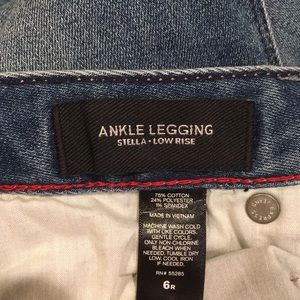 ANKLE LEGGING
STELLA • LOW RISE
75% COTTON
24% POLYESTER
1% SPANDEX
MADE IN VIETNAM
MACHINE WASH COLD
WITH LIKE COLORS,
GENTLE CYCLE.
ONLY NON-CHLORINE
BLEACH WHEN
NEEDED. TUMBLE DRY
LOW. COOL IRON
IF NEEDED.
RN# 55285
6R